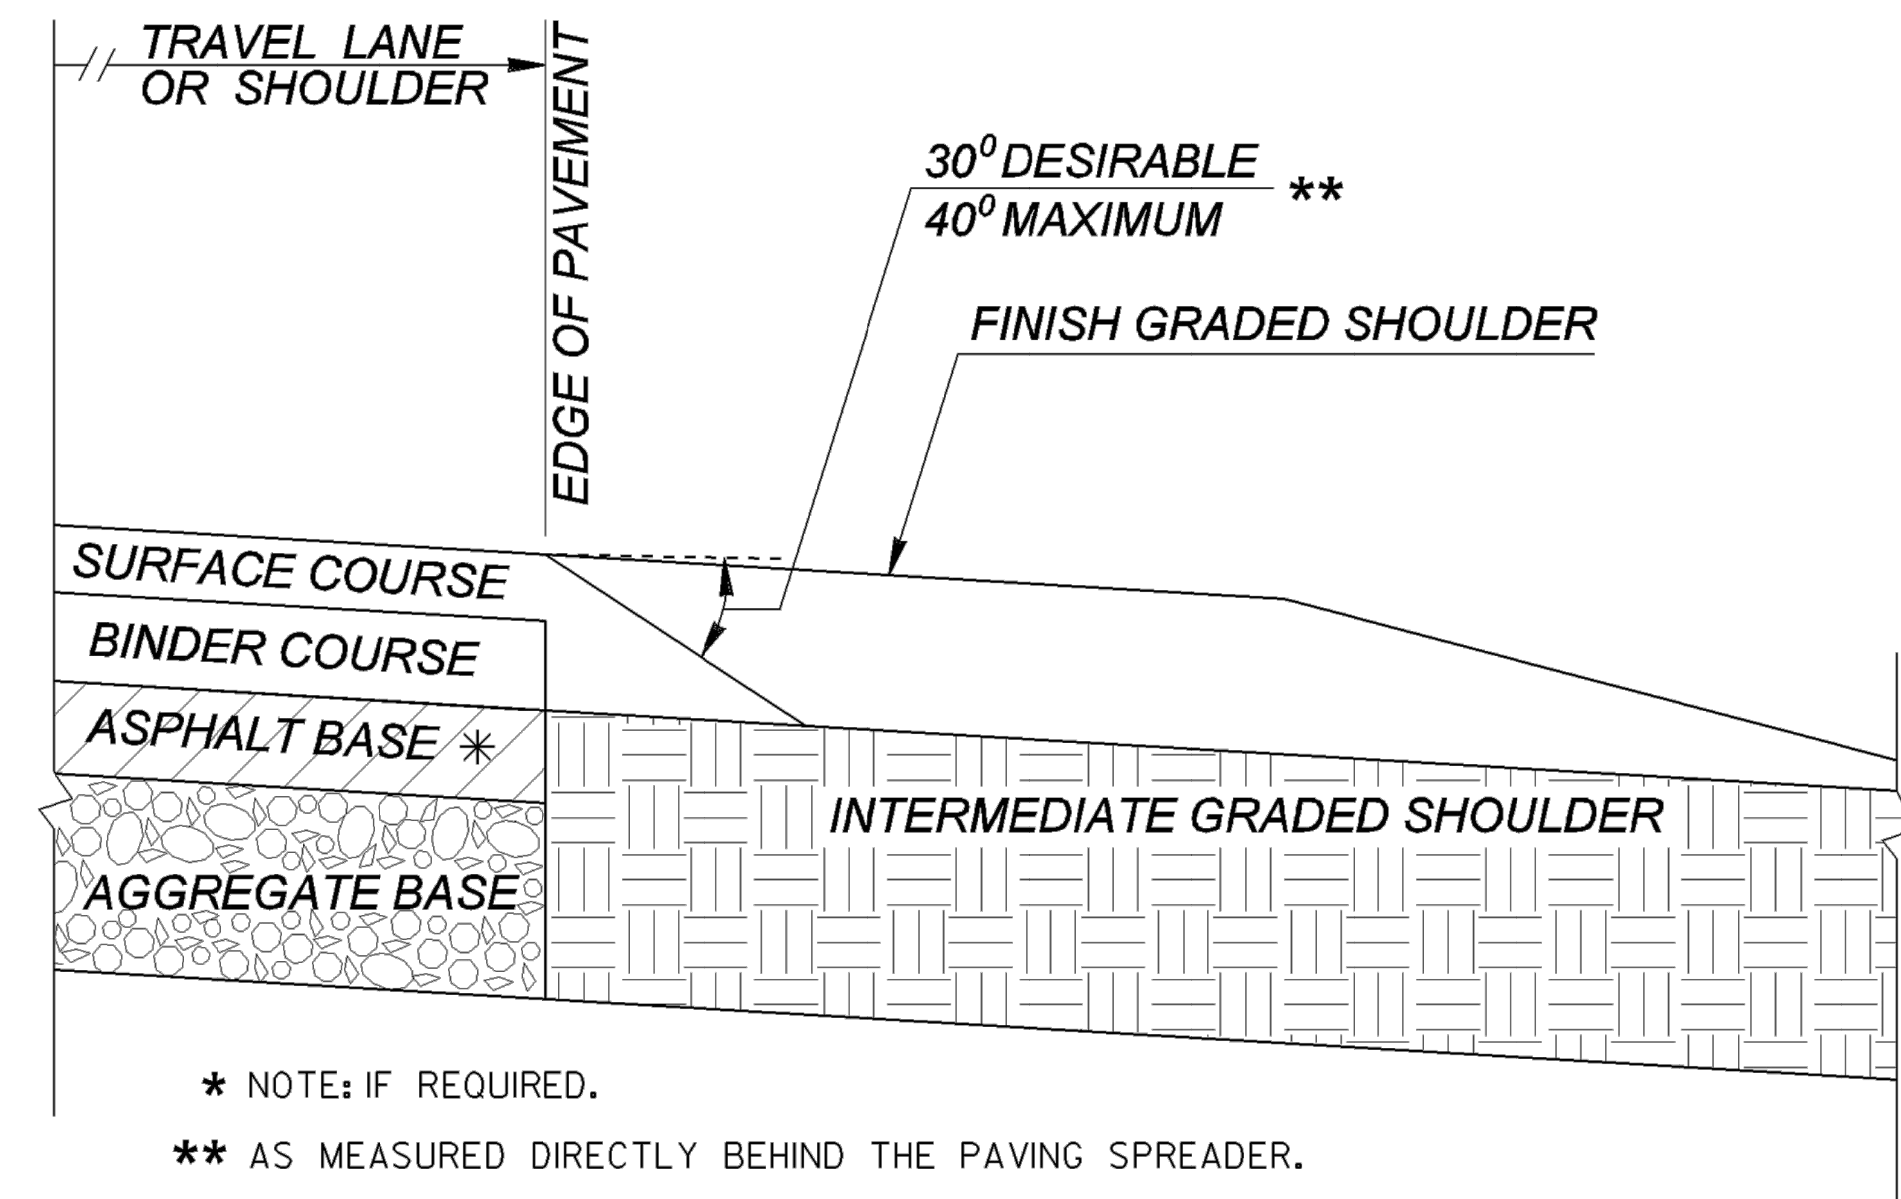 TRAVEL LANE
OR SHOULDER
EDGE OF PAVEMENT
30⁰ DESIRABLE
40⁰ MAXIMUM **
FINISH GRADED SHOULDER
SURFACE COURSE
BINDER COURSE
ASPHALT BASE *
INTERMEDIATE GRADED SHOULDER
AGGREGATE BASE
* NOTE: IF REQUIRED.
** AS MEASURED DIRECTLY BEHIND THE PAVING SPREADER.